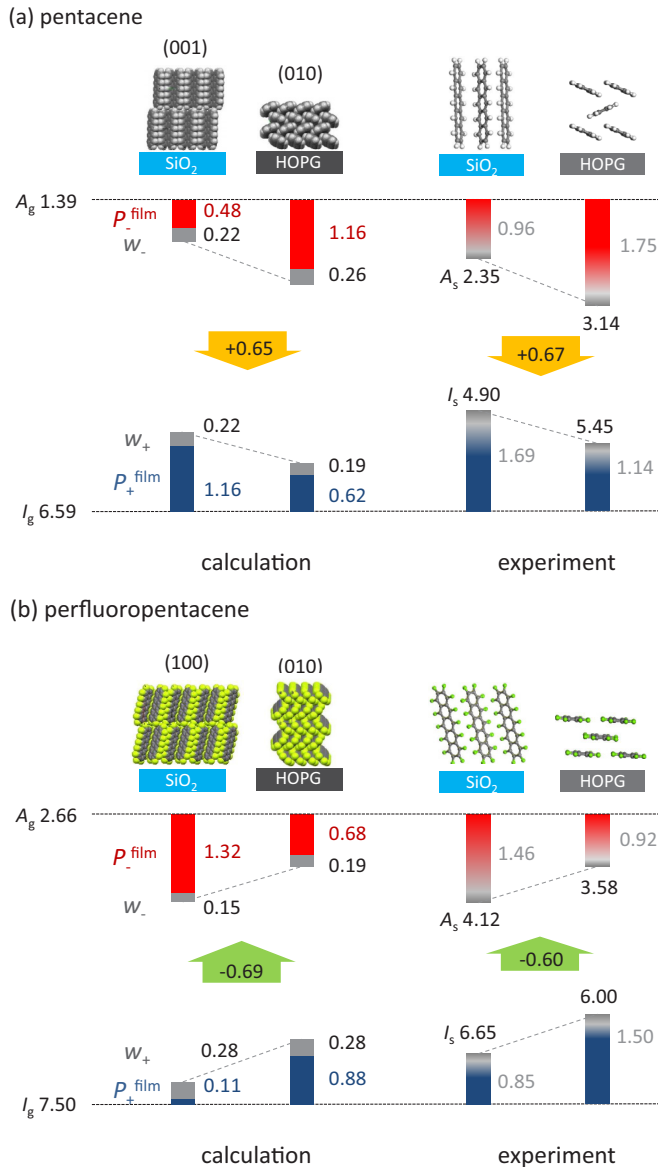 (a) pentacene
(001)
(010)
SiO2
HOPG
SiO2
HOPG
Ag 1.39
P-film
0.48
w-
0.22
1.16
0.26
0.96
As 2.35
1.75
3.14
+0.65
+0.67
w+
0.22
P+film
1.16
0.19
0.62
Is 4.90
1.69
5.45
1.14
Ig 6.59
calculation
experiment
(b) perfluoropentacene
(100)
(010)
SiO2
HOPG
SiO2
HOPG
Ag 2.66
P-film
1.32
w-
0.15
0.68
0.19
1.46
As 4.12
0.92
3.58
-0.69
-0.60
w+
0.28
P+film
0.11
0.28
0.88
Is 6.65
0.85
6.00
1.50
Ig 7.50
calculation
experiment